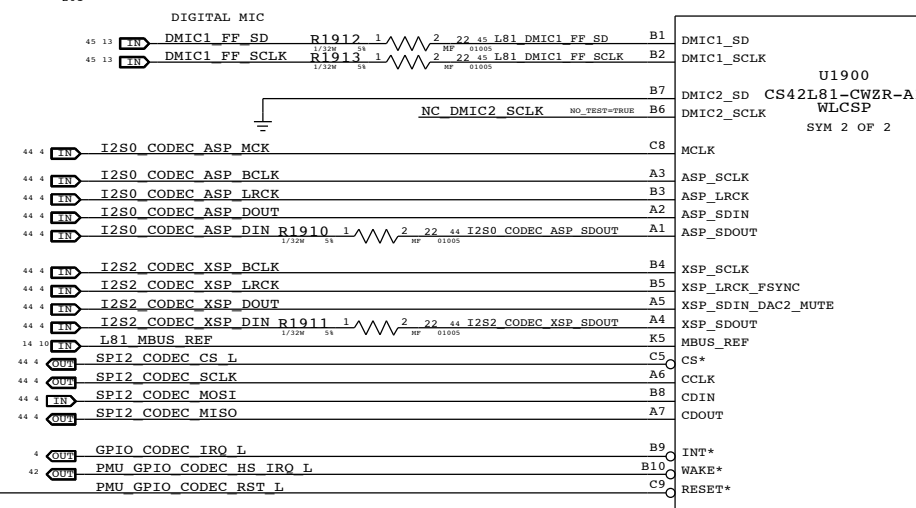 DIGITAL MIC
45 13 IN DMIC1_FF_SD R1912 1 2 22 45 L81_DMIC1_FF_SD B1 DMIC1_SD
1/32W 5% MF 01005
45 13 IN DMIC1_FF_SCLK R1913 1 2 22 45 L81_DMIC1_FF_SCLK B2 DMIC1_SCLK
1/32W 5% MF 01005
U1900
B7 DMIC2_SD CS42L81-CWZR-A
NC_DMIC2_SCLK NO_TEST=TRUE B6 DMIC2_SCLK WLCSP
SYM 2 OF 2
44 4 IN I2S0_CODEC_ASP_MCK C8 MCLK
44 4 IN I2S0_CODEC_ASP_BCLK A3 ASP_SCLK
44 4 IN I2S0_CODEC_ASP_LRCK B3 ASP_LRCK
44 4 IN I2S0_CODEC_ASP_DOUT A2 ASP_SDIN
44 4 IN I2S0_CODEC_ASP_DIN R1910 1 2 22 44 I2S0_CODEC_ASP_SDOUT A1 ASP_SDOUT
1/32W 5% MF 01005
44 4 IN I2S2_CODEC_XSP_BCLK B4 XSP_SCLK
44 4 IN I2S2_CODEC_XSP_LRCK B5 XSP_LRCK_FSYNC
44 4 IN I2S2_CODEC_XSP_DOUT A5 XSP_SDIN_DAC2_MUTE
44 4 IN I2S2_CODEC_XSP_DIN R1911 1 2 22 44 I2S2_CODEC_XSP_SDOUT A4 XSP_SDOUT
1/32W 5% MF 01005
14 10 IN L81_MBUS_REF K5 MBUS_REF
44 4 OUT SPI2_CODEC_CS_L C5 CS*
44 4 OUT SPI2_CODEC_SCLK A6 CCLK
44 4 IN SPI2_CODEC_MOSI B8 CDIN
44 4 OUT SPI2_CODEC_MISO A7 CDOUT
4 OUT GPIO_CODEC_IRQ_L B9 INT*
42 OUT PMU_GPIO_CODEC_HS_IRQ_L B10 WAKE*
PMU_GPIO_CODEC_RST_L C9 RESET*